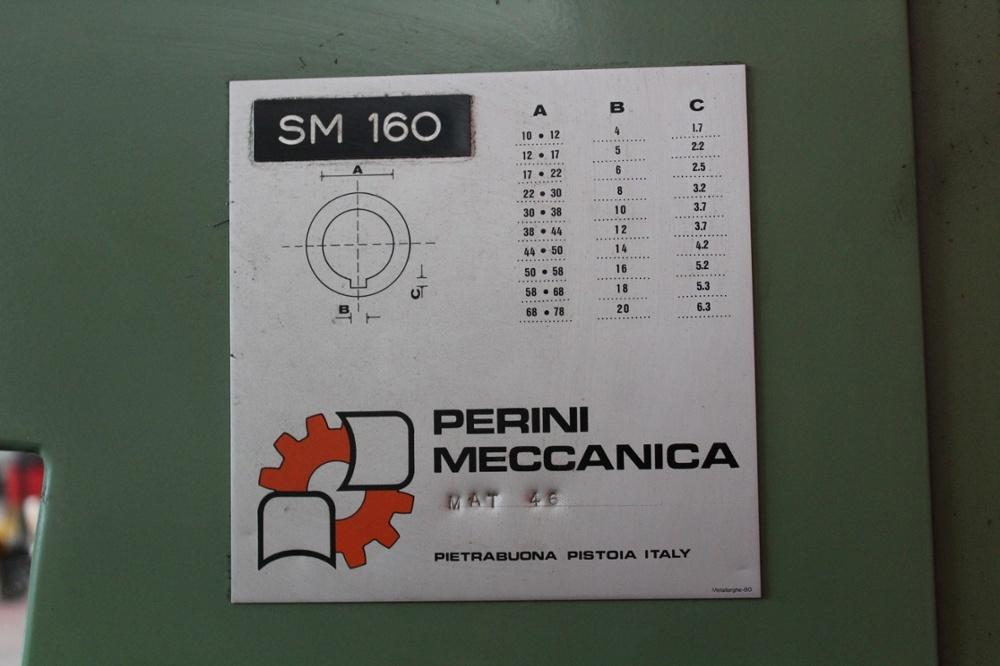 SM 160
A B C
10 • 12 4 1.7
12 • 17 5 2.2
17 • 22 6 2.5
22 • 30 8 3.2
30 • 38 10 3.7
38 • 44 12 3.7
44 • 50 14 4.2
50 • 58 16 5.2
58 • 68 18 5.3
68 • 78 20 6.3
A
C
B
PERINI
MECCANICA
MAT 46
PIETRABUONA PISTOIA ITALY
Metaltarghe-BO